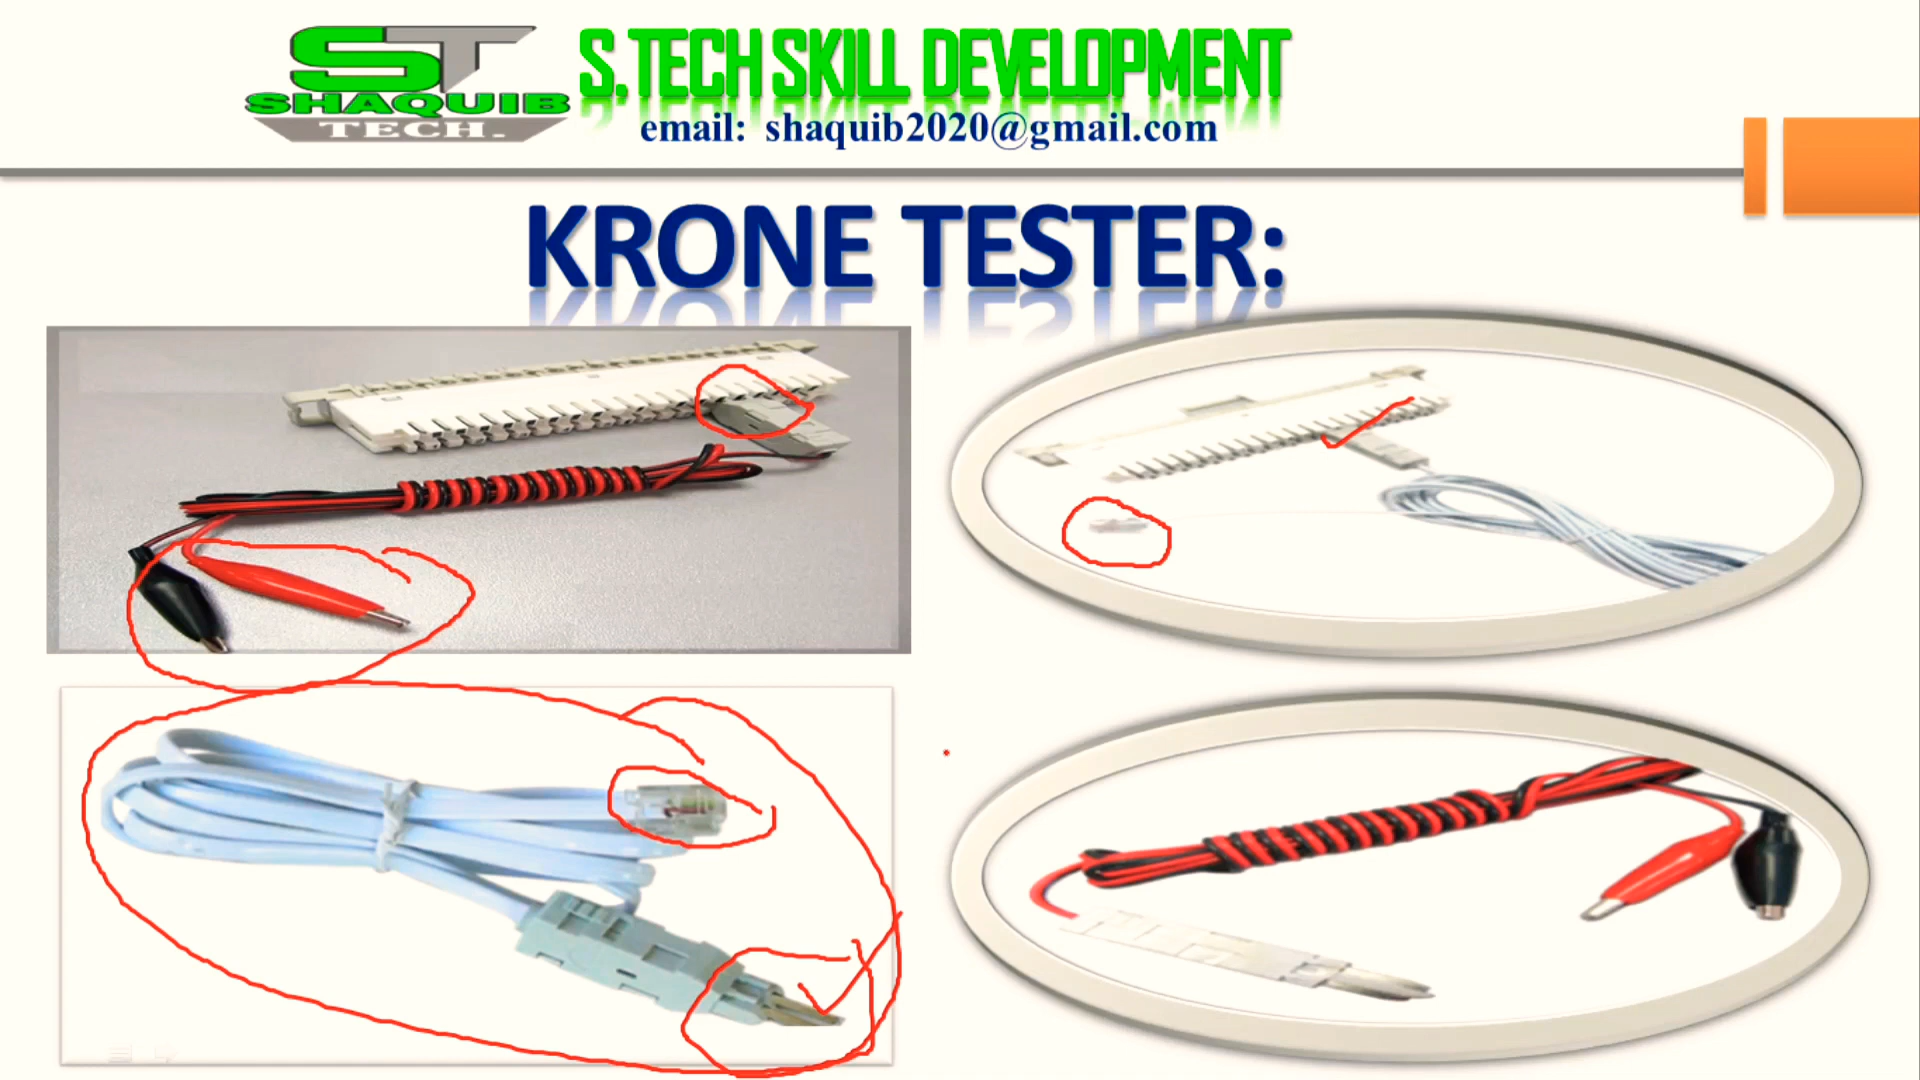 ST
SHAQUIB
TECH.
S.TECH SKILL DEVELOPMENT
email: shaquib2020@gmail.com
KRONE TESTER: